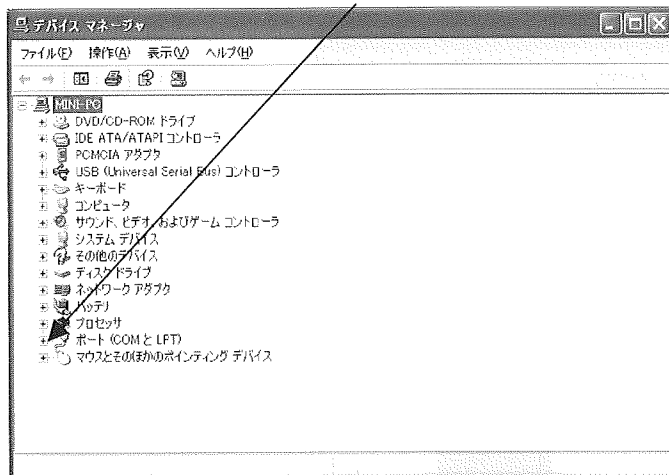 デバイス マネージャ
ファイル(F) 操作(A) 表示(V) ヘルプ(H)
MINI-PC
DVD/CD-ROM ドライブ
IDE ATA/ATAPI コントローラ
PCMCIA アダプタ
USB (Universal Serial Bus) コントローラ
キーボード
コンピュータ
サウンド、ビデオ、およびゲーム コントローラ
システム デバイス
その他のデバイス
ディスク ドライブ
ネットワーク アダプタ
バッテリ
プロセッサ
ポート (COM と LPT)
マウスとそのほかのポインティング デバイス